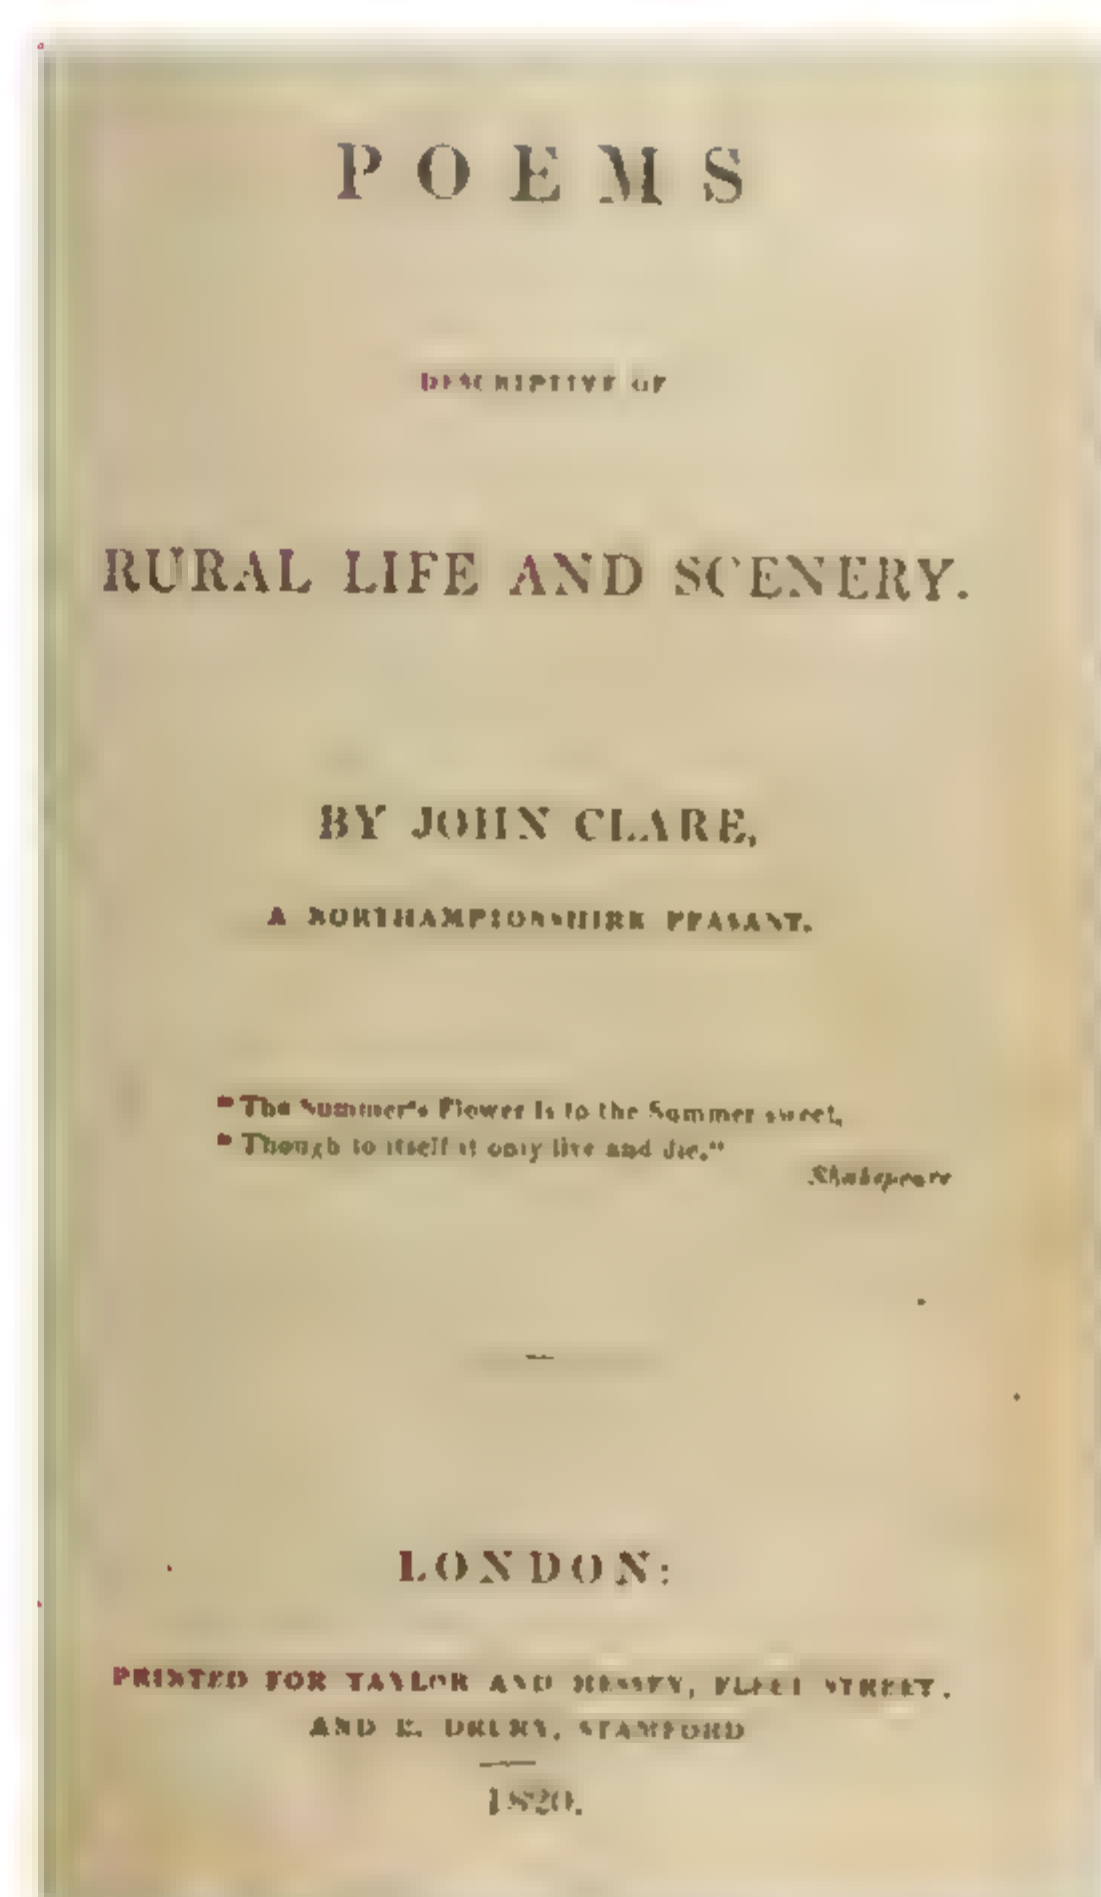 POEMS
DESCRIPTIVE OF
RURAL LIFE AND SCENERY.
BY JOHN CLARE,
A NORTHAMPTONSHIRE PEASANT.
"The Summer's Flower is to the Summer sweet,
"Though to itself it only live and die."
Shakspeare
LONDON:
PRINTED FOR TAYLOR AND HESSEY, FLEET STREET.
AND E. DRURY, STAMFORD
1820.